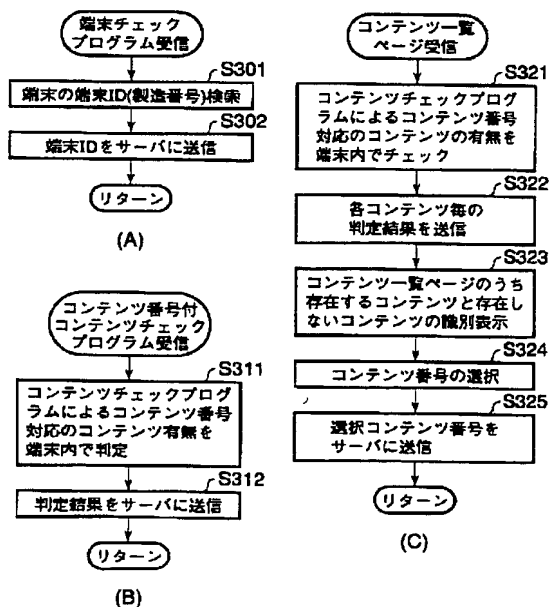 端末チェック
プログラム受信
S301
端末の端末ID(製造番号)検索
S302
端末IDをサーバに送信
リターン
(A)
コンテンツ番号付
コンテンツチェック
プログラム受信
S311
コンテンツチェックプログ
ラムによるコンテンツ番号
対応のコンテンツ有無を
端末内で判定
S312
判定結果をサーバに送信
リターン
(B)
コンテンツ一覧
ページ受信
S321
コンテンツチェックプログ
ラムによるコンテンツ番号
対応のコンテンツの有無を
端末内でチェック
S322
各コンテンツ毎の
判定結果を送信
S323
コンテンツ一覧ページのうち
存在するコンテンツと存在し
ないコンテンツの識別表示
S324
コンテンツ番号の選択
S325
選択コンテンツ番号を
サーバに送信
リターン
(C)